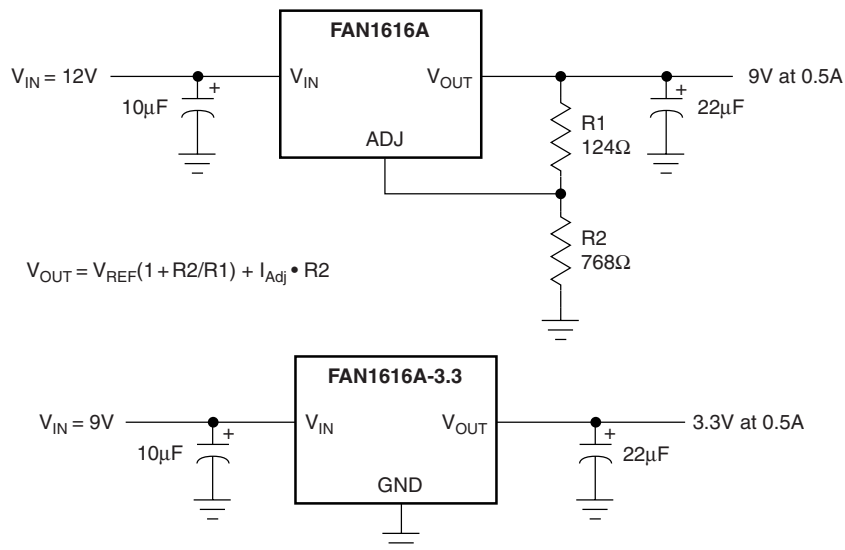 FAN1616A
V_IN = 12V
V_IN
V_OUT
9V at 0.5A
10μF
+
ADJ
R1
124Ω
+
22μF
R2
768Ω
V_OUT = V_REF(1 + R2/R1) + I_Adj • R2
FAN1616A-3.3
V_IN = 9V
V_IN
V_OUT
3.3V at 0.5A
10μF
+
GND
+
22μF